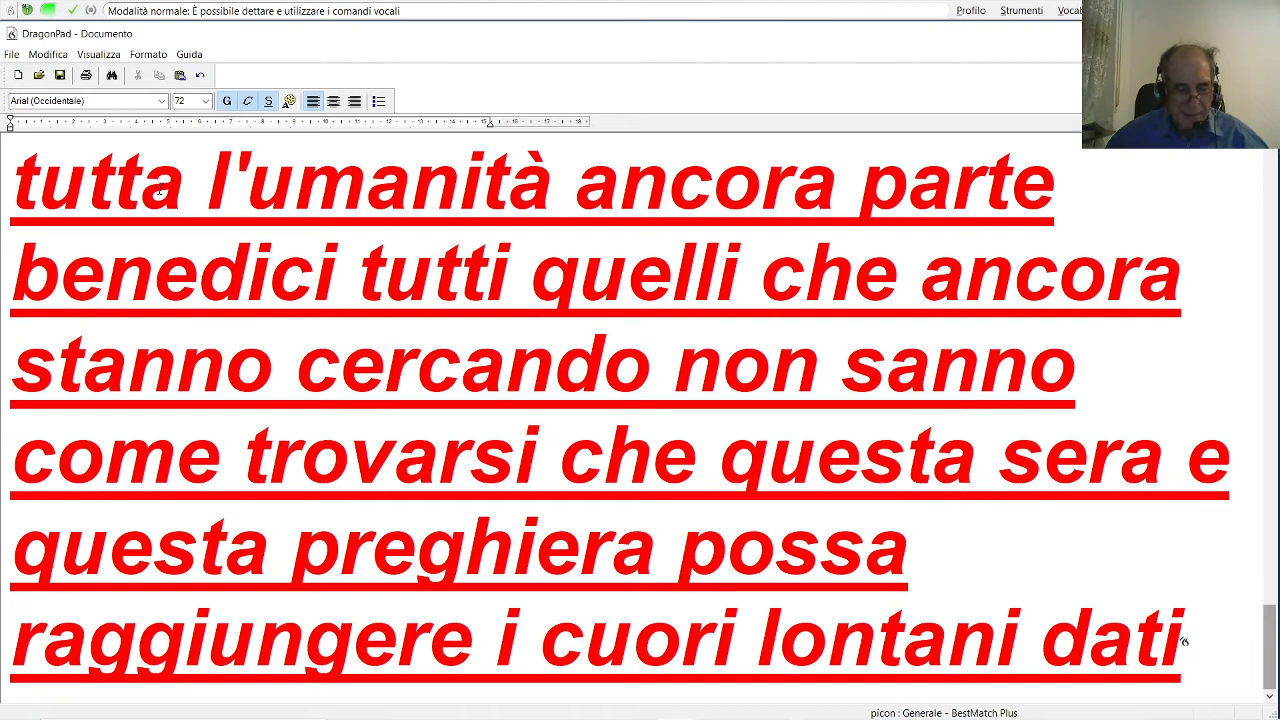 Modalità normale: È possibile dettare e utilizzare i comandi vocali
Profilo Strumenti Vocab
DragonPad - Documento
File Modifica Visualizza Formato Guida
Arial (Occidentale) 72 G C S
tutta l'umanità ancora parte
benedici tutti quelli che ancora
stanno cercando non sanno
come trovarsi che questa sera e
questa preghiera possa
raggiungere i cuori lontani dati
picon : Generale - BestMatch Plus